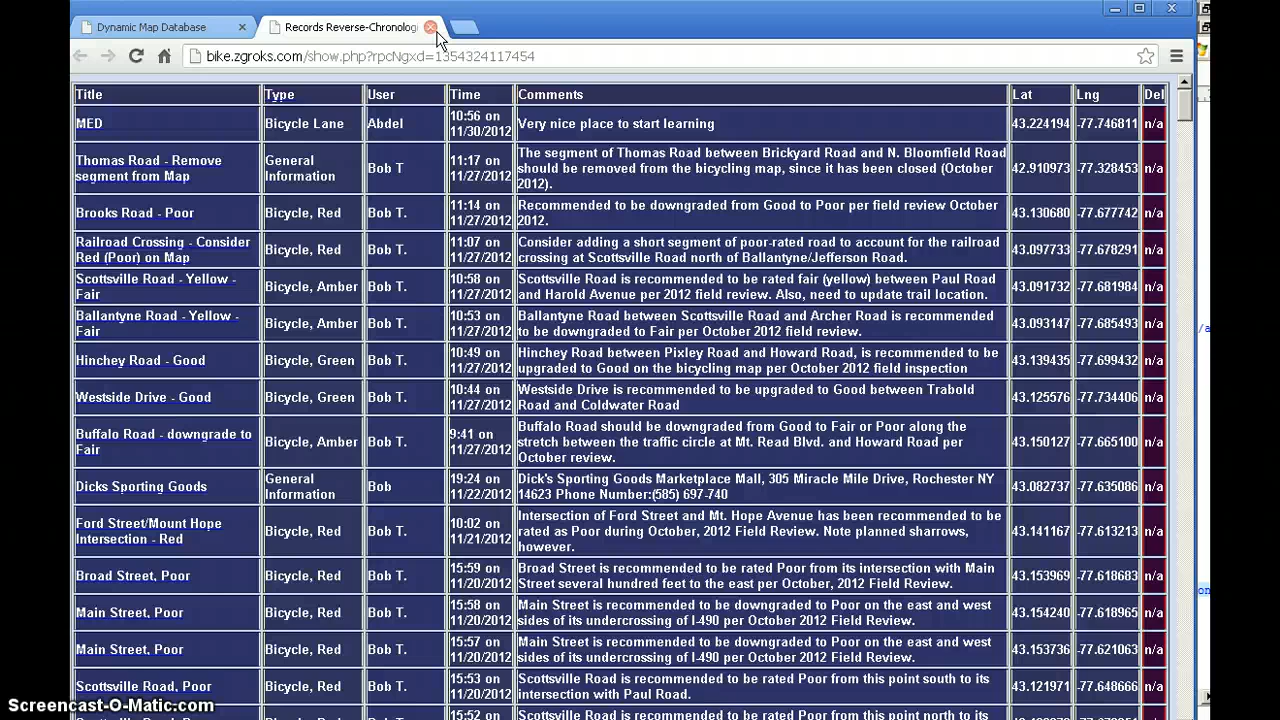 Dynamic Map Database
Records Reverse-Chronolog
bike.zgroks.com/show.php?rpcNgxd=1354324117454
Title Type User Time Comments Lat Lng Del
MED Bicycle Lane Abdel 10:56 on 11/30/2012 Very nice place to start learning 43.224194 -77.746811 n/a
Thomas Road - Remove segment from Map General Information Bob T 11:17 on 11/27/2012 The segment of Thomas Road between Brickyard Road and N. Bloomfield Road should be removed from the bicycling map, since it has been closed (October 2012). 42.910973 -77.328453 n/a
Brooks Road - Poor Bicycle, Red Bob T. 11:14 on 11/27/2012 Recommended to be downgraded from Good to Poor per field review October 2012. 43.130680 -77.677742 n/a
Railroad Crossing - Consider Red (Poor) on Map Bicycle, Red Bob T. 11:07 on 11/27/2012 Consider adding a short segment of poor-rated road to account for the railroad crossing at Scottsville Road north of Ballantyne/Jefferson Road. 43.097733 -77.678291 n/a
Scottsville Road - Yellow - Fair Bicycle, Amber Bob T. 10:58 on 11/27/2012 Scottsville Road is recommended to be rated fair (yellow) between Paul Road and Harold Avenue per 2012 field review. Also, need to update trail location. 43.091732 -77.681984 n/a
Ballantyne Road - Yellow - Fair Bicycle, Amber Bob T. 10:53 on 11/27/2012 Ballantyne Road between Scottsville Road and Archer Road is recommended to be downgraded to Fair per October 2012 field review. 43.093147 -77.685493 n/a
Hinchey Road - Good Bicycle, Green Bob T. 10:49 on 11/27/2012 Hinchey Road between Pixley Road and Howard Road, is recommended to be upgraded to Good on the bicycling map per October 2012 field inspection 43.139435 -77.699432 n/a
Westside Drive - Good Bicycle, Green Bob T. 10:44 on 11/27/2012 Westside Drive is recommended to be upgraded to Good between Trabold Road and Coldwater Road 43.125576 -77.734406 n/a
Buffalo Road - downgrade to Fair Bicycle, Amber Bob T. 9:41 on 11/27/2012 Buffalo Road should be downgraded from Good to Fair or Poor along the stretch between the traffic circle at Mt. Read Blvd. and Howard Road per October review. 43.150127 -77.665100 n/a
Dicks Sporting Goods General Information Bob 19:24 on 11/22/2012 Dick's Sporting Goods Marketplace Mall, 305 Miracle Mile Drive, Rochester NY 14623 Phone Number:(585) 697-740 43.082737 -77.635086 n/a
Ford Street/Mount Hope Intersection - Red Bicycle, Red Bob T. 10:02 on 11/21/2012 Intersection of Ford Street and Mt. Hope Avenue has been recommended to be rated as Poor during October, 2012 Field Review. Note planned sharrows, however. 43.141167 -77.613213 n/a
Broad Street, Poor Bicycle, Red Bob T. 15:59 on 11/20/2012 Broad Street is recommended to be rated Poor from its intersection with Main Street several hundred feet to the east per October, 2012 Field Review. 43.153969 -77.618683 n/a
Main Street, Poor Bicycle, Red Bob T. 15:58 on 11/20/2012 Main Street is recommended to be downgraded to Poor on the east and west sides of its undercrossing of I-490 per October 2012 Field Review. 43.154240 -77.618965 n/a
Main Street, Poor Bicycle, Red Bob T. 15:57 on 11/20/2012 Main Street is recommended to be downgraded to Poor on the east and west sides of its undercrossing of I-490 per October 2012 Field Review. 43.153736 -77.621063 n/a
Scottsville Road, Poor Bicycle, Red Bob T. 15:53 on 11/20/2012 Scottsville Road is recommended to be rated Poor from this point south to its intersection with Paul Road. 43.121971 -77.648666 n/a
15:52 on Scottsville Road is recommended to be rated Poor from this point north to its
Screencast-O-Matic.com